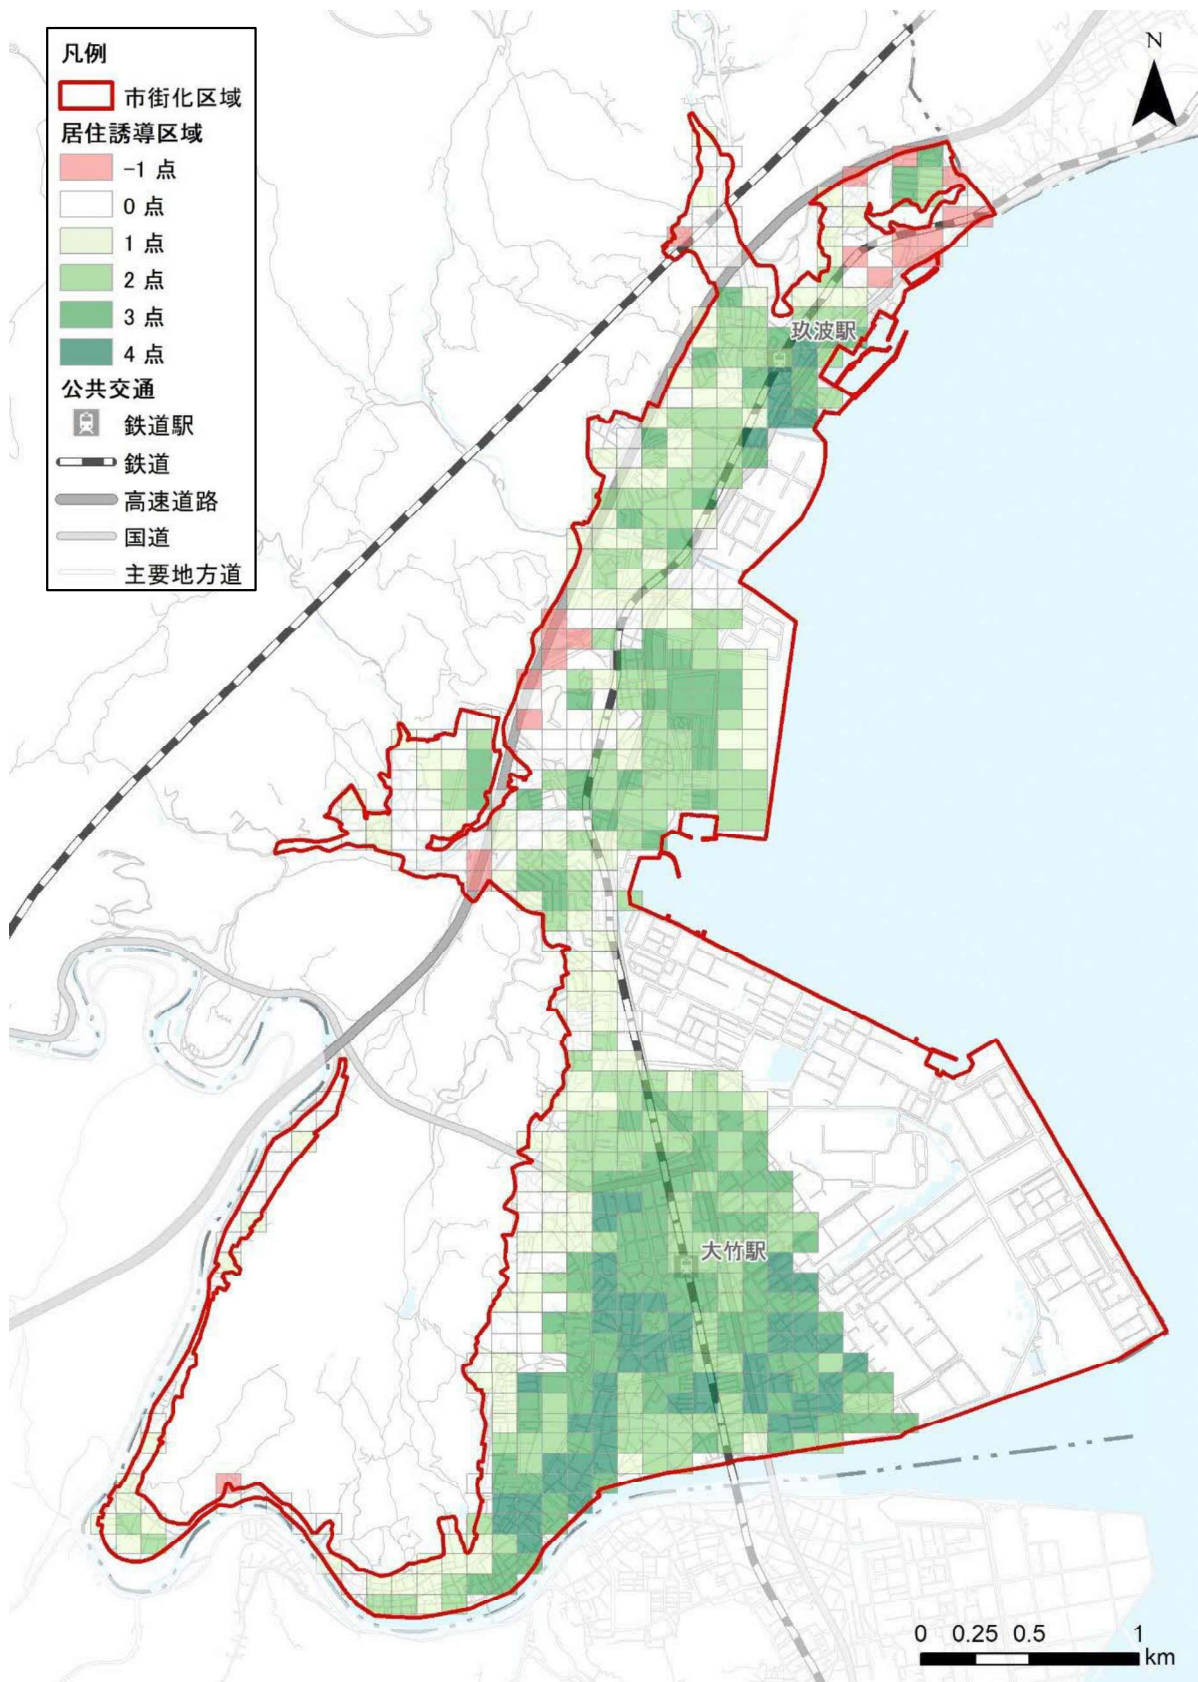 凡例
市街化区域
居住誘導区域
-1 点
0 点
1 点
2 点
3 点
4 点
公共交通
鉄道駅
鉄道
高速道路
国道
主要地方道
N
玖波駅
大竹駅
0 0.25 0.5 1
km